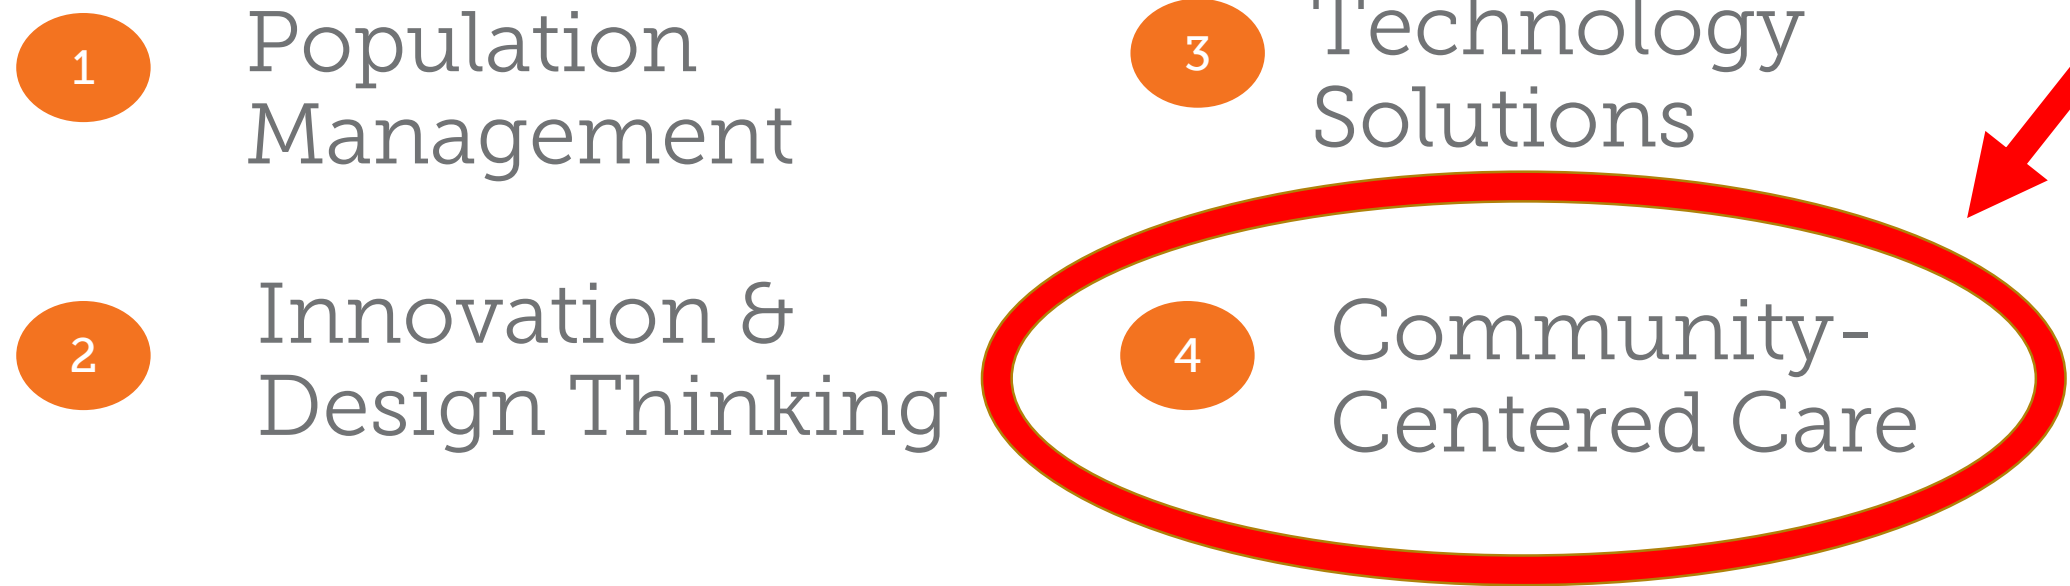 1
Population
Management
2
Innovation &
Design Thinking
3
Technology
Solutions
4
Community-
Centered Care